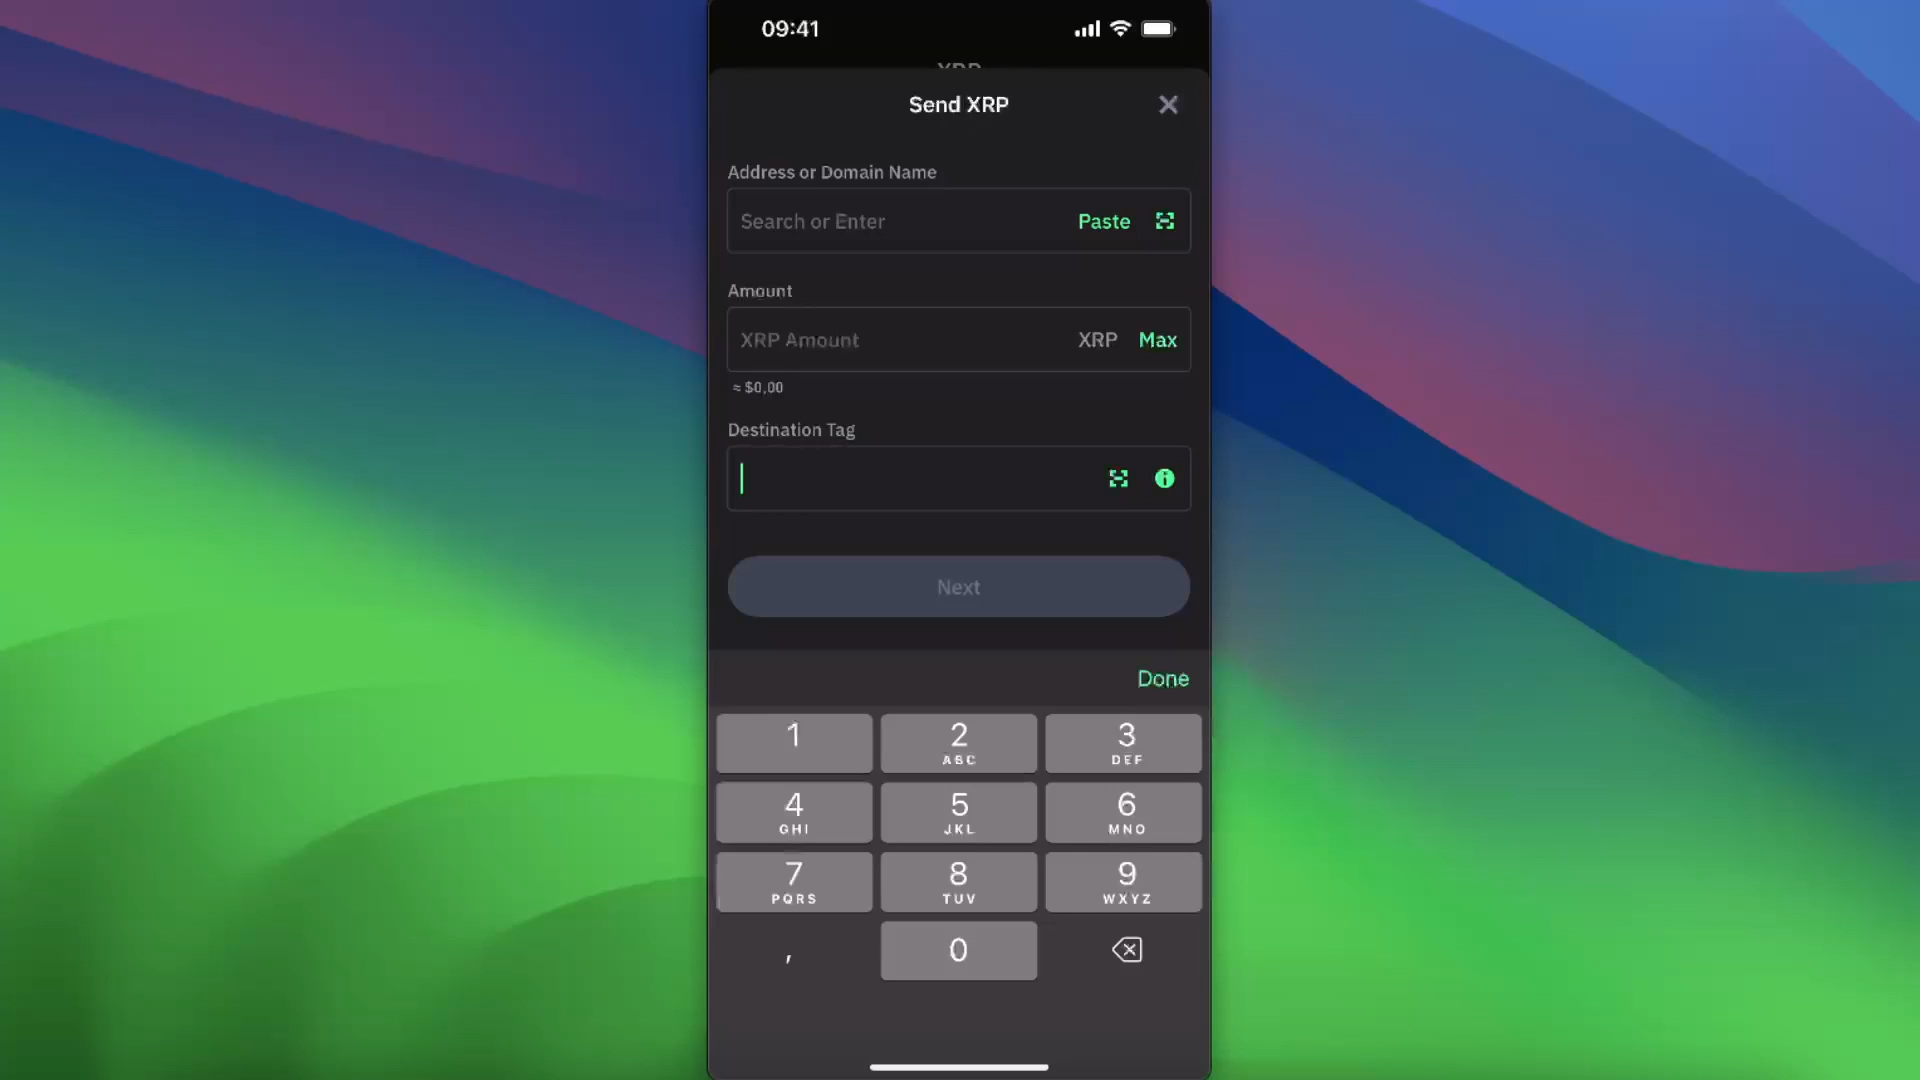 09:41
XRP
Send XRP
Address or Domain Name
Search or Enter Paste
Amount
XRP Amount XRP Max
≈ $0,00
Destination Tag
Next
Done
1 2 3
ABC DEF
4 5 6
GHI JKL MNO
7 8 9
PQRS TUV WXYZ
, 0